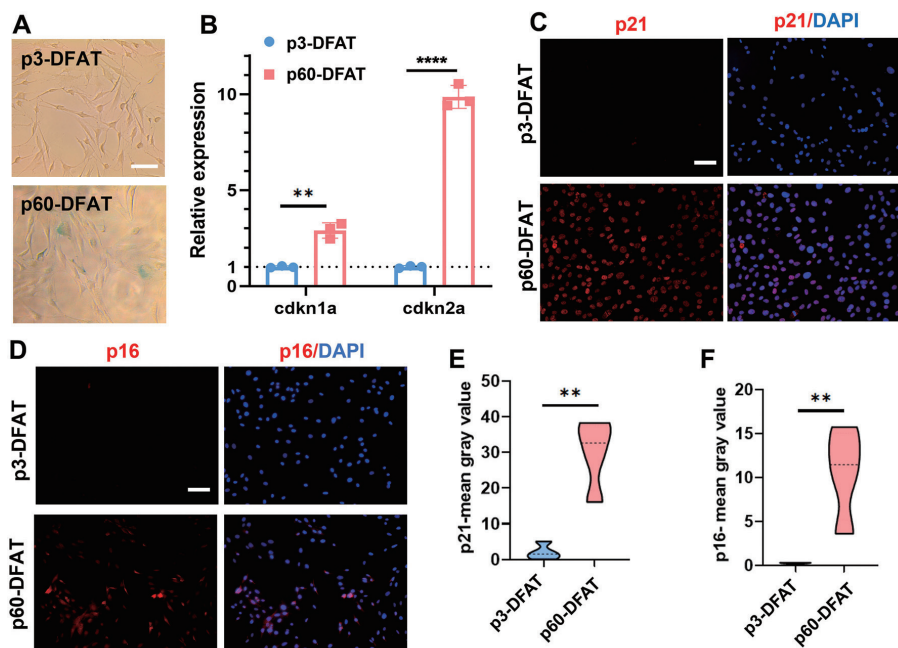 A
p3-DFAT
p60-DFAT
B
p3-DFAT
p60-DFAT
Relative expression
10
5
1
0
**
****
cdkn1a
cdkn2a
C
p21
p21/DAPI
p3-DFAT
p60-DFAT
D
p16
p16/DAPI
p3-DFAT
p60-DFAT
E
p21-mean gray value
50
40
30
20
10
0
**
p3-DFAT
p60-DFAT
F
p16- mean gray value
20
15
10
5
0
**
p3-DFAT
p60-DFAT